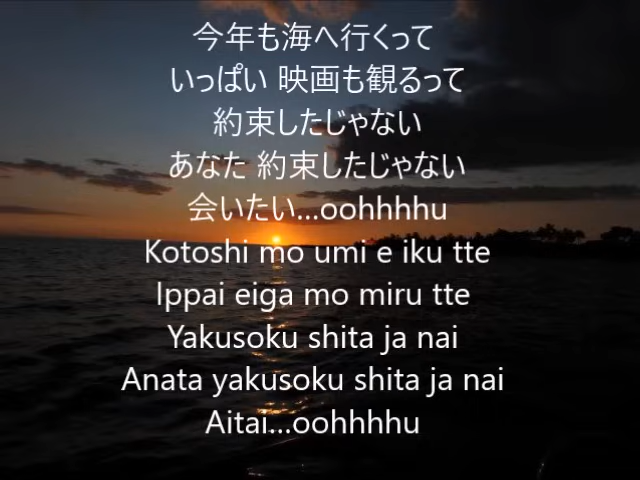 今年も海へ行くって
いっぱい 映画も観るって
約束したじゃない
あなた 約束したじゃない
会いたい...oohhhhu
Kotoshi mo umi e iku tte
Ippai eiga mo miru tte
Yakusoku shita ja nai
Anata yakusoku shita ja nai
Aitai...oohhhhu